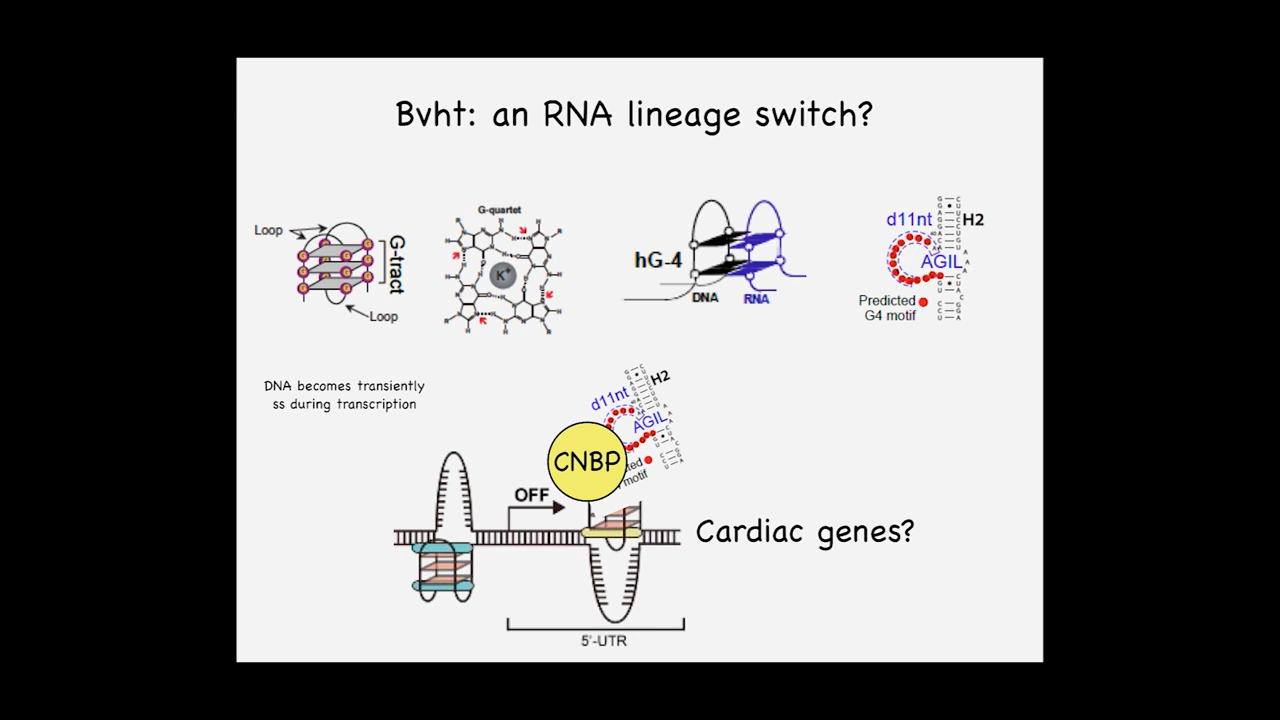 Bvht: an RNA lineage switch?
Loop
G-tract
Loop
G-quartet
K+
hG-4
DNA
RNA
d11nt
H2
AGIL
Predicted
G4 motif
DNA becomes transiently
ss during transcription
d11nt
H2
AGIL
CNBP
motif
OFF
Cardiac genes?
5'-UTR